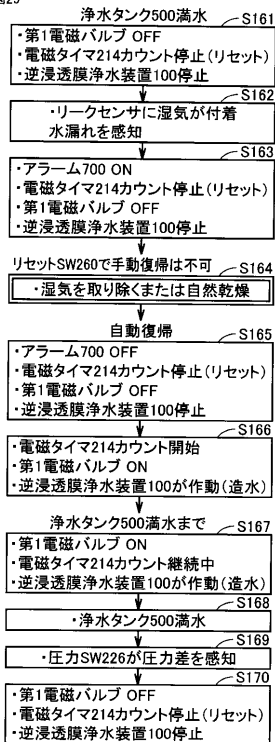 浄水タンク500満水
S161
・第1電磁バルブ OFF
・電磁タイマ214カウント停止(リセット)
・逆浸透膜浄水装置100停止
S162
・リークセンサに湿気が付着
水漏れを感知
S163
・アラーム700 ON
・電磁タイマ214カウント停止(リセット)
・第1電磁バルブ OFF
・逆浸透膜浄水装置100停止
リセットSW260で手動復帰は不可
S164
・湿気を取り除くまたは自然乾燥
自動復帰
S165
・アラーム700 OFF
・電磁タイマ214カウント停止(リセット)
・第1電磁バルブ OFF
・逆浸透膜浄水装置100停止
S166
・電磁タイマ214カウント開始
・第1電磁バルブ ON
・逆浸透膜浄水装置100が作動(造水)
浄水タンク500満水まで
S167
・第1電磁バルブ ON
・電磁タイマ214カウント継続中
・逆浸透膜浄水装置100が作動(造水)
S168
・浄水タンク500満水
S169
・圧力SW226が圧力差を感知
S170
・第1電磁バルブ OFF
・電磁タイマ214カウント停止(リセット)
・逆浸透膜浄水装置100停止